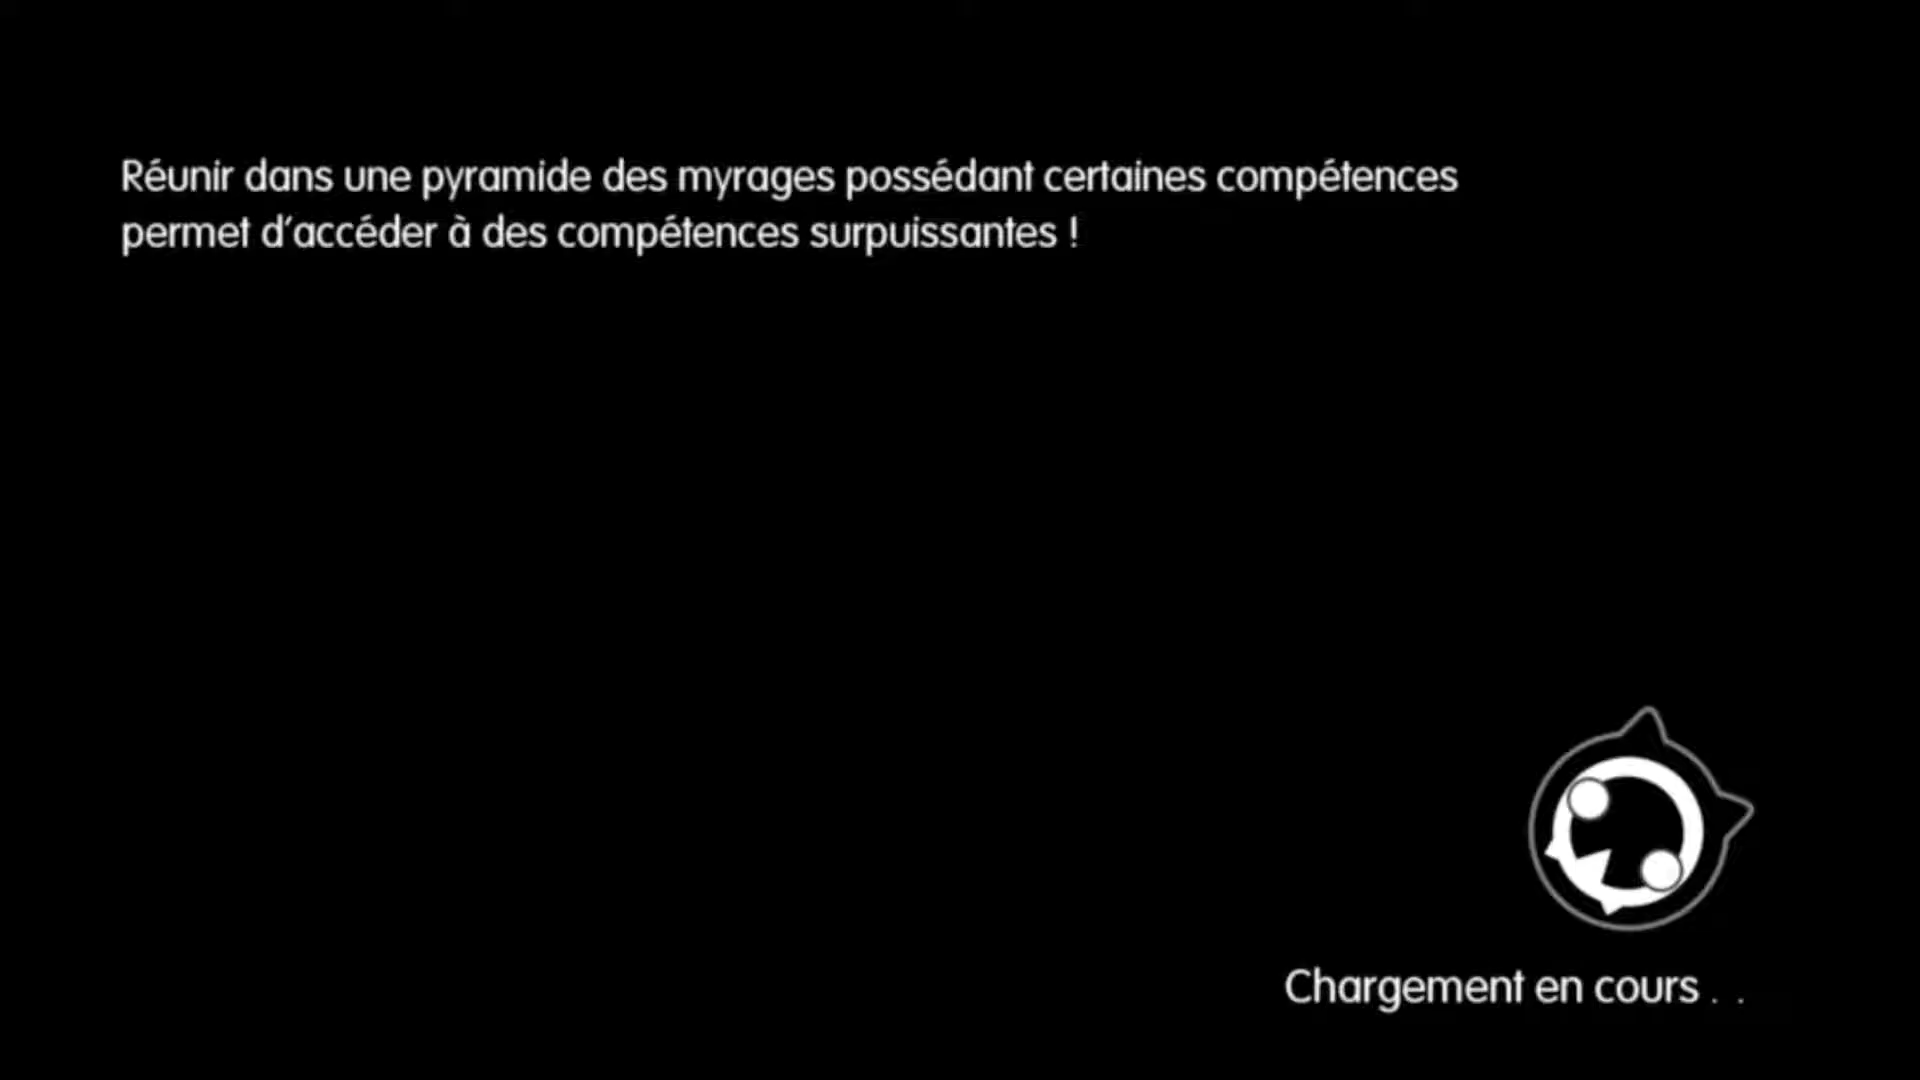 Réunir dans une pyramide des myrages possédant certaines compétences
permet d'accéder à des compétences surpuissantes !
Chargement en cours . .